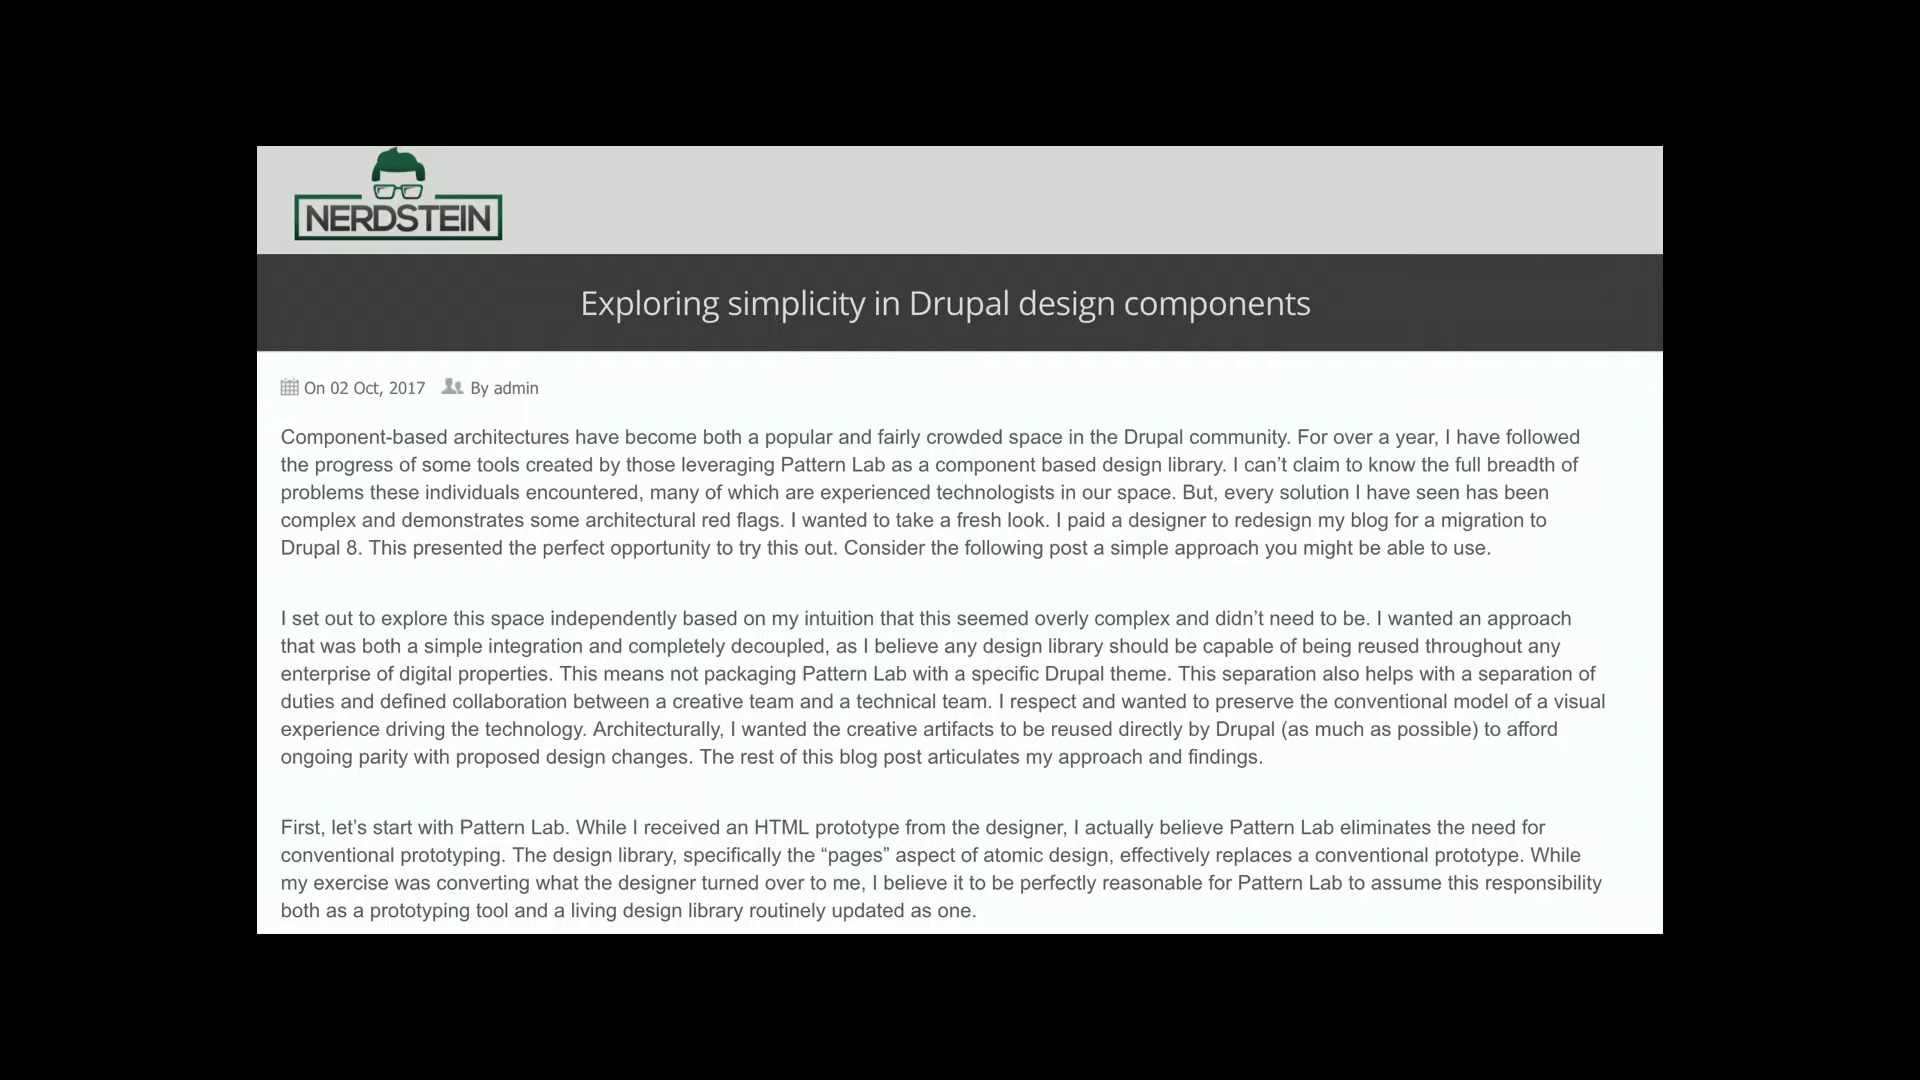 NERDSTEIN
Exploring simplicity in Drupal design components
On 02 Oct, 2017 By admin
Component-based architectures have become both a popular and fairly crowded space in the Drupal community. For over a year, I have followed
the progress of some tools created by those leveraging Pattern Lab as a component based design library. I can’t claim to know the full breadth of
problems these individuals encountered, many of which are experienced technologists in our space. But, every solution I have seen has been
complex and demonstrates some architectural red flags. I wanted to take a fresh look. I paid a designer to redesign my blog for a migration to
Drupal 8. This presented the perfect opportunity to try this out. Consider the following post a simple approach you might be able to use.
I set out to explore this space independently based on my intuition that this seemed overly complex and didn’t need to be. I wanted an approach
that was both a simple integration and completely decoupled, as I believe any design library should be capable of being reused throughout any
enterprise of digital properties. This means not packaging Pattern Lab with a specific Drupal theme. This separation also helps with a separation of
duties and defined collaboration between a creative team and a technical team. I respect and wanted to preserve the conventional model of a visual
experience driving the technology. Architecturally, I wanted the creative artifacts to be reused directly by Drupal (as much as possible) to afford
ongoing parity with proposed design changes. The rest of this blog post articulates my approach and findings.
First, let’s start with Pattern Lab. While I received an HTML prototype from the designer, I actually believe Pattern Lab eliminates the need for
conventional prototyping. The design library, specifically the “pages” aspect of atomic design, effectively replaces a conventional prototype. While
my exercise was converting what the designer turned over to me, I believe it to be perfectly reasonable for Pattern Lab to assume this responsibility
both as a prototyping tool and a living design library routinely updated as one.